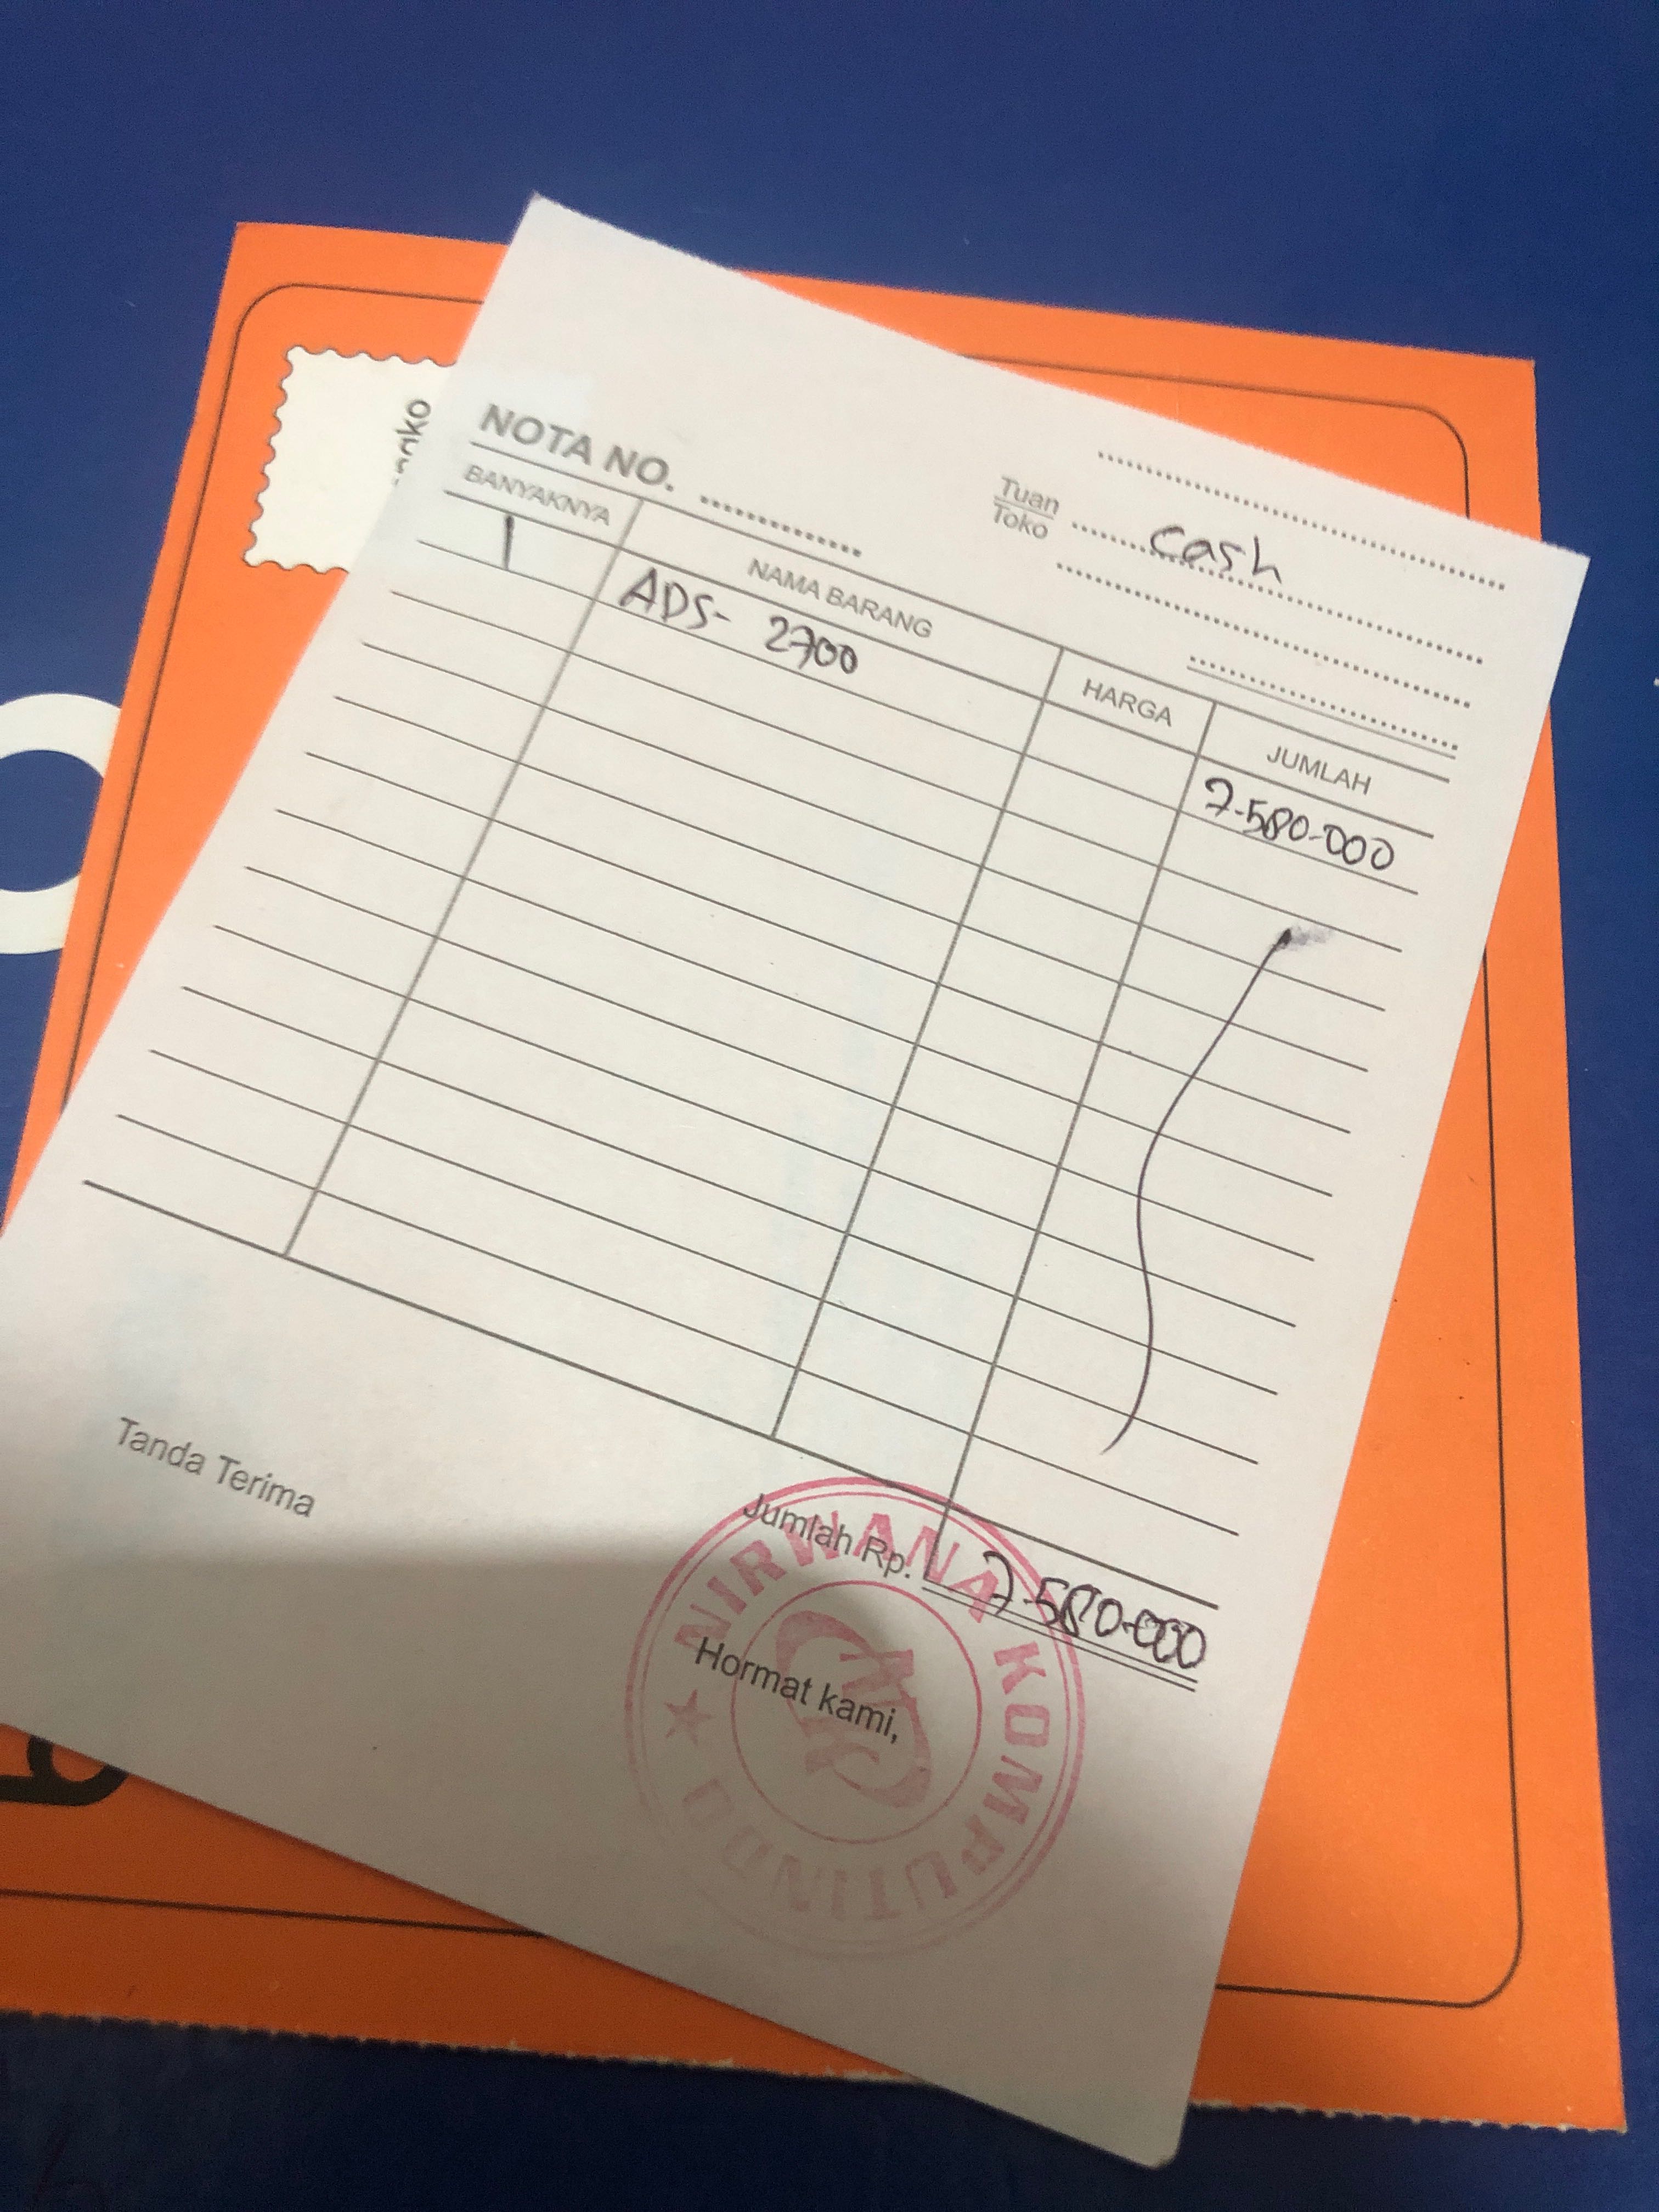 NOTA NO. ............
Tuan
Toko
Cash
BANYAKNYA NAMA BARANG HARGA JUMLAH
1 ADS- 2700 7-580-000
Jumlah Rp. 7-580-000
Tanda Terima
Hormat kami,
NIRWANA KOMPUTINDO